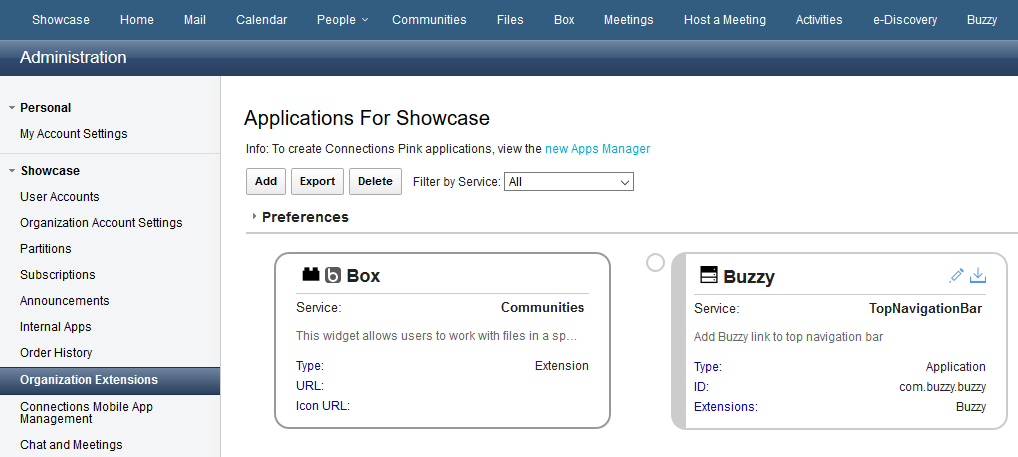 Showcase Home Mail Calendar People Communities Files Box Meetings Host a Meeting Activities e-Discovery Buzzy
Administration
Personal
My Account Settings
Showcase
User Accounts
Organization Account Settings
Partitions
Subscriptions
Announcements
Internal Apps
Order History
Organization Extensions
Connections Mobile App
Management
Chat and Meetings
Applications For Showcase
Info: To create Connections Pink applications, view the new Apps Manager
Add Export Delete Filter by Service: All
Preferences
b Box
Service: Communities
This widget allows users to work with files in a sp...
Type: Extension
URL:
Icon URL:
Buzzy
Service: TopNavigationBar
Add Buzzy link to top navigation bar
Type: Application
ID: com.buzzy.buzzy
Extensions: Buzzy